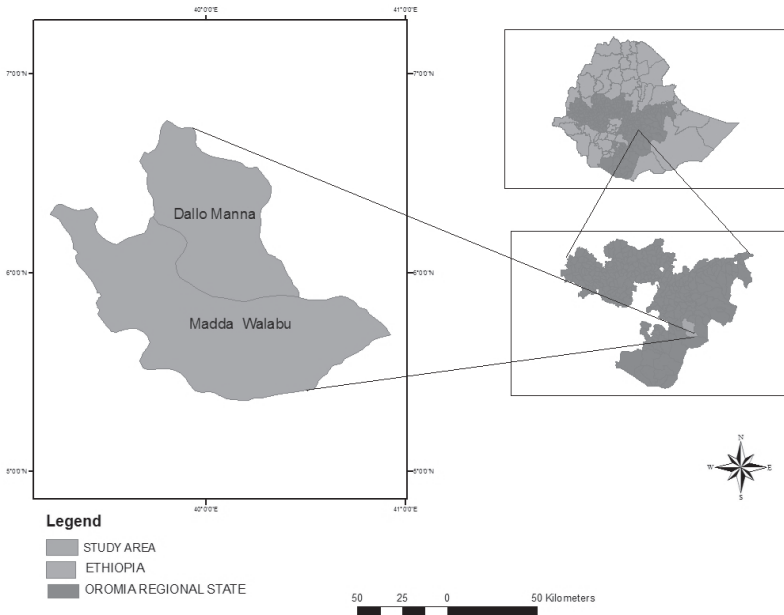 40°0'0"E
41°0'0"E
7°0'0"N
7°0'0"N
Dallo Manna
6°0'0"N
6°0'0"N
Madda Walabu
5°0'0"N
5°0'0"N
40°0'0"E
41°0'0"E
N
W
E
S
Legend
STUDY AREA
ETHIOPIA
OROMIA REGIONAL STATE
50 25 0 50 Kilometers